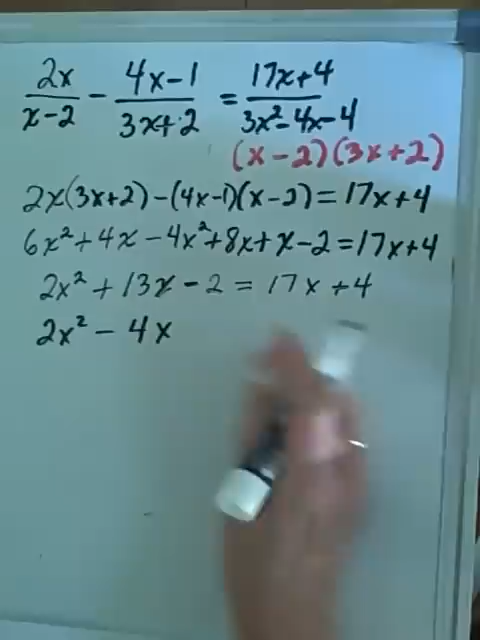 2x/(x-2) - (4x-1)/(3x+2) = (17x+4)/(3x²-4x-4)
(x-2)(3x+2)
2x(3x+2)-(4x-1)(x-2)=17x+4
6x²+4x-4x²+8x+x-2=17x+4
2x²+13x-2=17x+4
2x²-4x